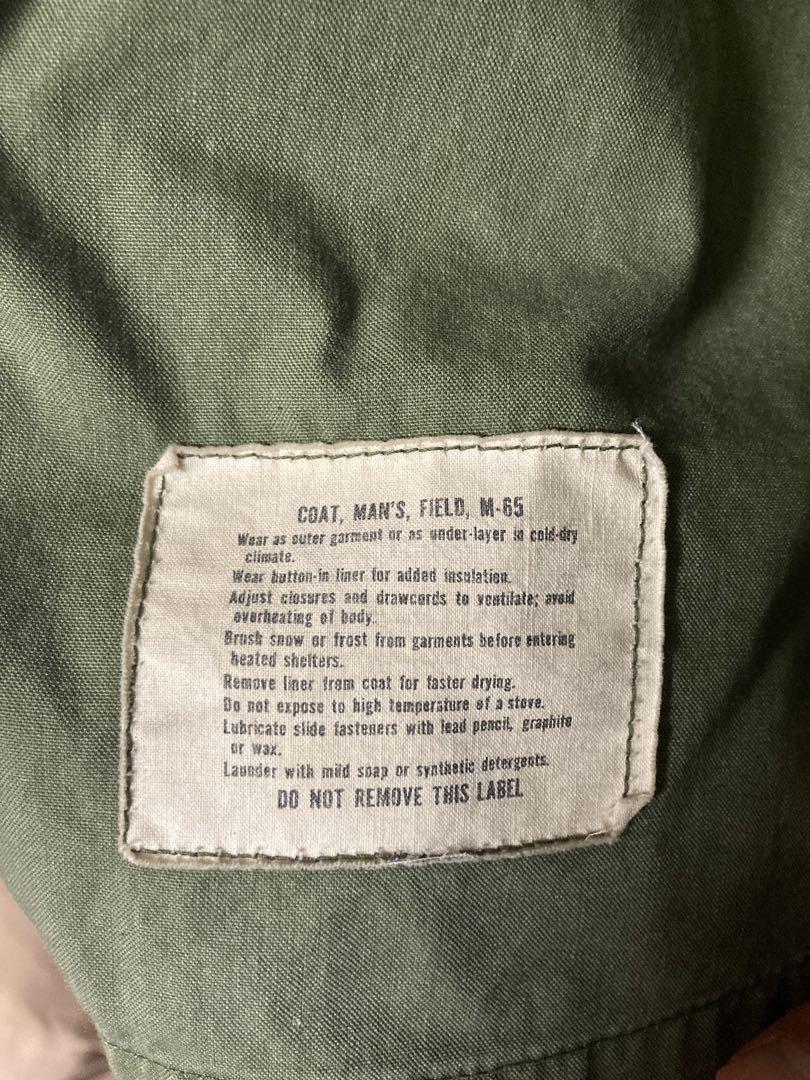 COAT, MAN'S, FIELD, M-65
Wear as outer garment or as under-layer in cold-dry
climate.
Wear button-in liner for added insulation.
Adjust closures and drawcords to ventilate; avoid
overheating of body.
Brush snow or frost from garments before entering
heated shelters.
Remove liner from coat for faster drying.
Do not expose to high temperature of a stove.
Lubricate slide fasteners with lead pencil, graphite
or wax.
Launder with mild soap or synthetic detergents.
DO NOT REMOVE THIS LABEL